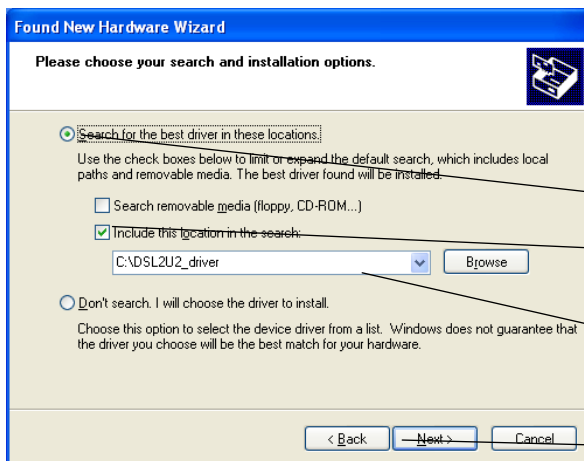 Found New Hardware Wizard
Please choose your search and installation options.
Search for the best driver in these locations.
Use the check boxes below to limit or expand the default search, which includes local
paths and removable media. The best driver found will be installed.
Search removable media (floppy, CD-ROM...)
Include this location in the search:
C:\DSL2U2_driver
Browse
Don't search. I will choose the driver to install.
Choose this option to select the device driver from a list. Windows does not guarantee that
the driver you choose will be the best match for your hardware.
< Back Next > Cancel